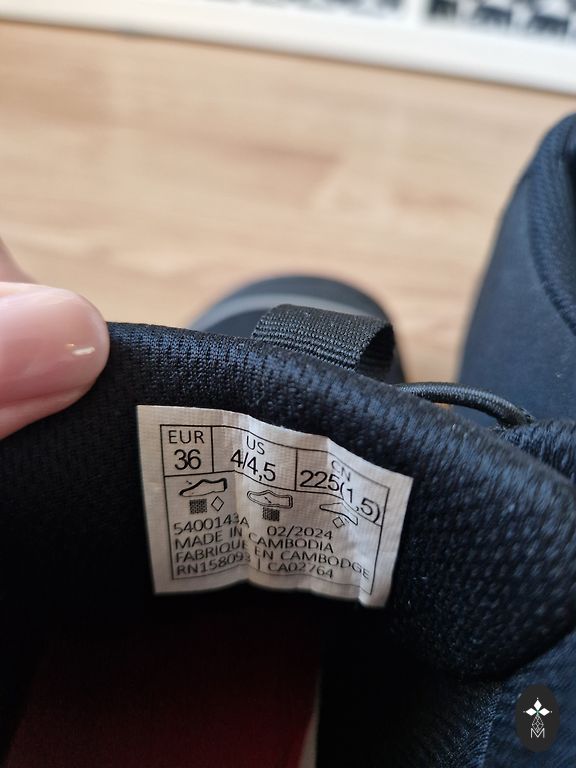 EUR US CN
36 4/4,5 225(1,5)
5400143A 02/2024
MADE IN CAMBODIA
FABRIQUE EN CAMBODGE
RN158093 | CA02764
M